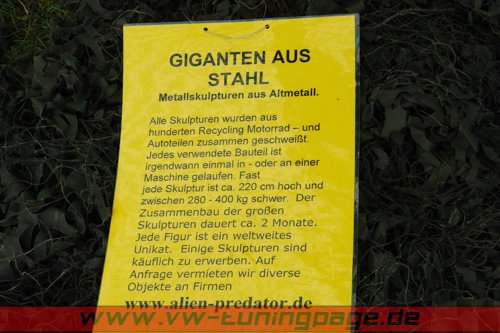 GIGANTEN AUS
STAHL
Metallskulpturen aus Altmetall.
Alle Skulpturen wurden aus
hunderten Recycling Motorrad – und
Autoteilen zusammen geschweißt.
Jedes verwendete Bauteil ist
irgendwann einmal in - oder an einer
Maschine gelaufen. Fast
jede Skulptur ist ca. 220 cm hoch und
zwischen 280 - 400 kg schwer. Der
Zusammenbau der großen
Skulpturen dauert ca. 2 Monate.
Jede Figur ist ein weltweites
Unikat. Einige Skulpturen sind
käuflich zu erwerben. Auf
Anfrage vermieten wir diverse
Objekte an Firmen
www.alien-predator.de
www.vw-tuningpage.de